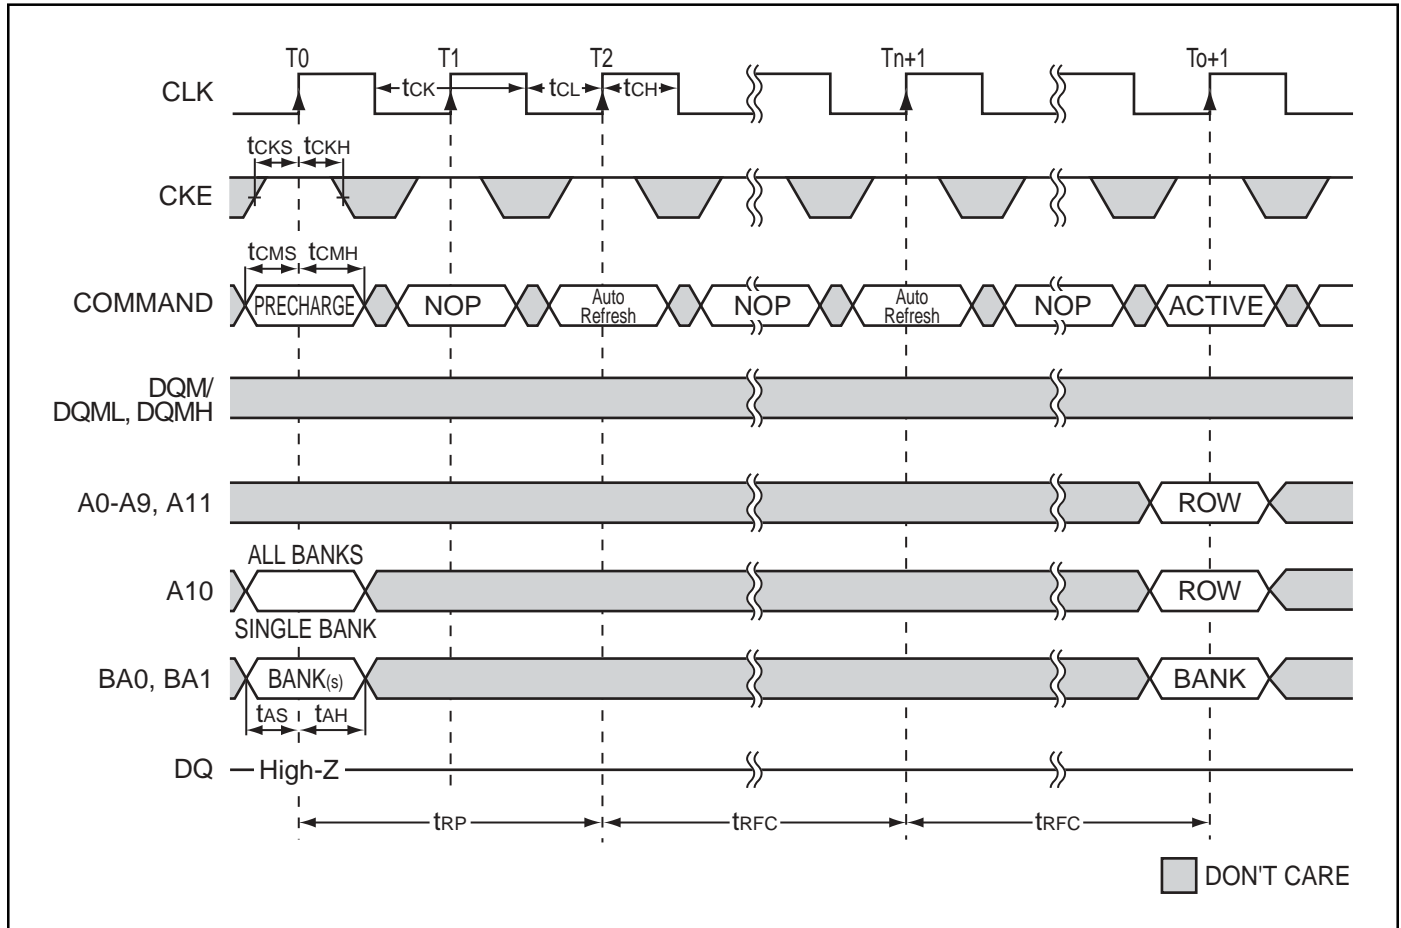 T0 T1 T2 Tn+1 To+1
CLK tCK tCL tCH
tCKS tCKH
CKE
tCMS tCMH
COMMAND PRECHARGE NOP Auto Refresh NOP Auto Refresh NOP ACTIVE
DQM/
DQML, DQMH
A0-A9, A11 ROW
ALL BANKS
A10 ROW
SINGLE BANK
BA0, BA1 BANK(s) BANK
tAS tAH
DQ High-Z
tRP tRFC tRFC
DON'T CARE